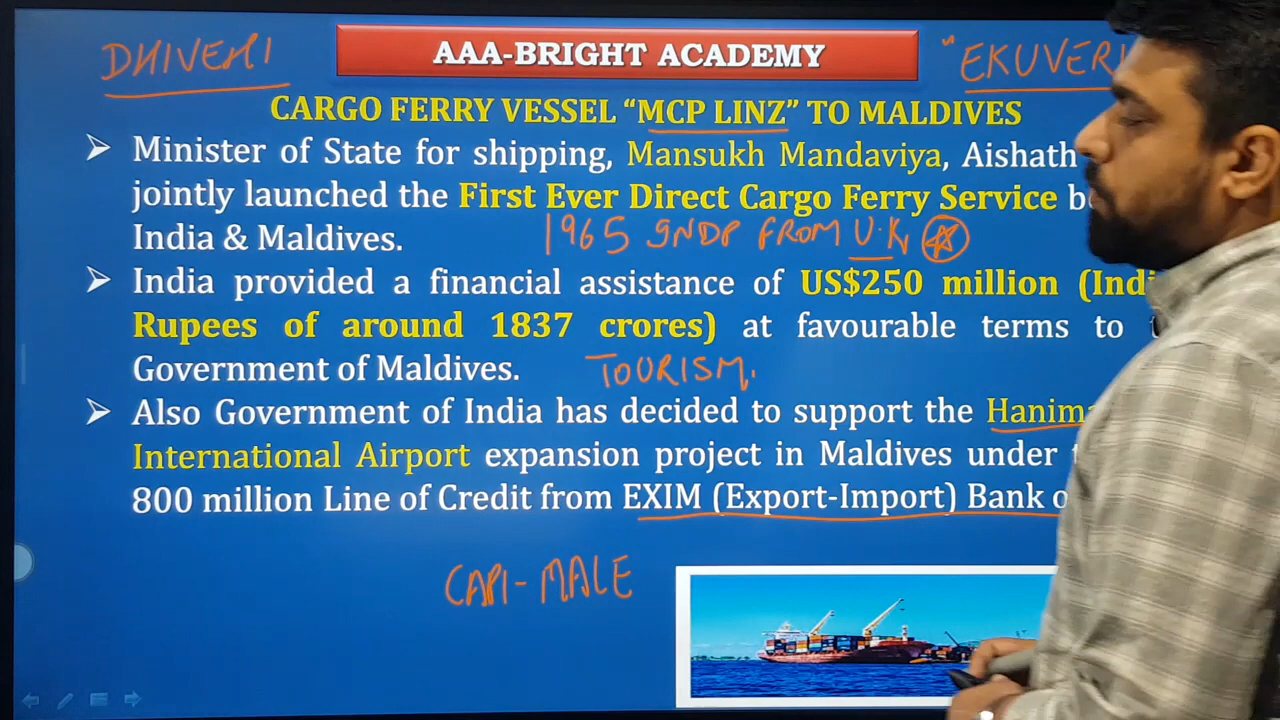 DHIVEHI
AAA-BRIGHT ACADEMY
"EKUVERI
CARGO FERRY VESSEL “MCP LINZ” TO MALDIVES
➤ Minister of State for shipping, Mansukh Mandaviya, Aishath
jointly launched the First Ever Direct Cargo Ferry Service
India & Maldives.
1965 INDP FROM U.K,
➤ India provided a financial assistance of US$250 million
Rupees of around 1837 crores) at favourable terms to
Government of Maldives.
TOURISM.
➤ Also Government of India has decided to support the
International Airport expansion project in Maldives under
800 million Line of Credit from EXIM (Export-Import) Bank
CAPI - MALE